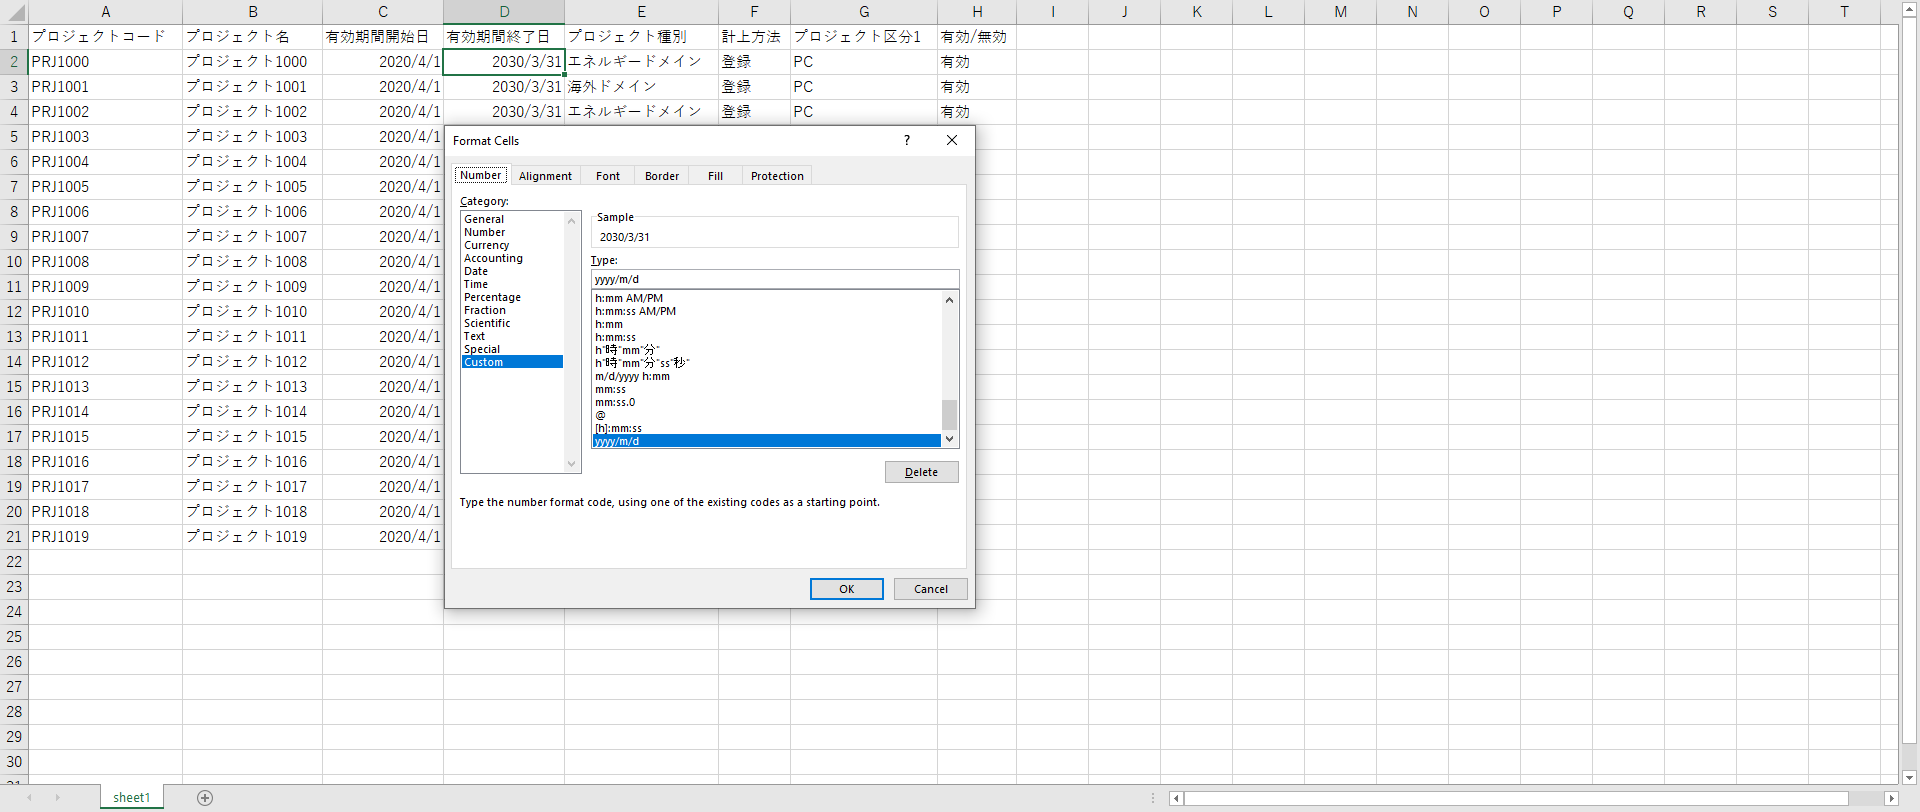 A B C D E F G H I J K L M N O P Q R S T
1 プロジェクトコード プロジェクト名 有効期間開始日 有効期間終了日 プロジェクト種別 計上方法 プロジェクト区分1 有効/無効
2 PRJ1000 プロジェクト1000 2020/4/1 2030/3/31 エネルギードメイン 登録 PC 有効
3 PRJ1001 プロジェクト1001 2020/4/1 2030/3/31 海外ドメイン 登録 PC 有効
4 PRJ1002 プロジェクト1002 2020/4/1 2030/3/31 エネルギードメイン 登録 PC 有効
5 PRJ1003 プロジェクト1003 2020/4/1
6 PRJ1004 プロジェクト1004 2020/4/1
7 PRJ1005 プロジェクト1005 2020/4/1
8 PRJ1006 プロジェクト1006 2020/4/1
9 PRJ1007 プロジェクト1007 2020/4/1
10 PRJ1008 プロジェクト1008 2020/4/1
11 PRJ1009 プロジェクト1009 2020/4/1
12 PRJ1010 プロジェクト1010 2020/4/1
13 PRJ1011 プロジェクト1011 2020/4/1
14 PRJ1012 プロジェクト1012 2020/4/1
15 PRJ1013 プロジェクト1013 2020/4/1
16 PRJ1014 プロジェクト1014 2020/4/1
17 PRJ1015 プロジェクト1015 2020/4/1
18 PRJ1016 プロジェクト1016 2020/4/1
19 PRJ1017 プロジェクト1017 2020/4/1
20 PRJ1018 プロジェクト1018 2020/4/1
21 PRJ1019 プロジェクト1019 2020/4/1
22
23
24
25
26
27
28
29
30
Format Cells ?
Number Alignment Font Border Fill Protection
Category:
General
Number
Currency
Accounting
Date
Time
Percentage
Fraction
Scientific
Text
Special
Custom
Sample
2030/3/31
Type:
yyyy/m/d
h:mm AM/PM
h:mm:ss AM/PM
h:mm
h:mm:ss
h"時"mm"分"
h"時"mm"分"ss"秒"
m/d/yyyy h:mm
mm:ss
mm:ss.0
@
[h]:mm:ss
yyyy/m/d
Delete
Type the number format code, using one of the existing codes as a starting point.
OK Cancel
sheet1